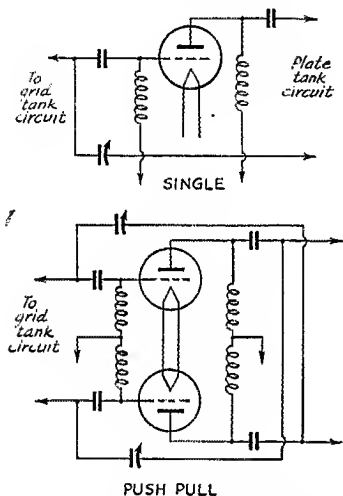 To
grid
tank
circuit
Plate
tank
circuit
SINGLE
To
grid
tank
circuit
PUSH PULL